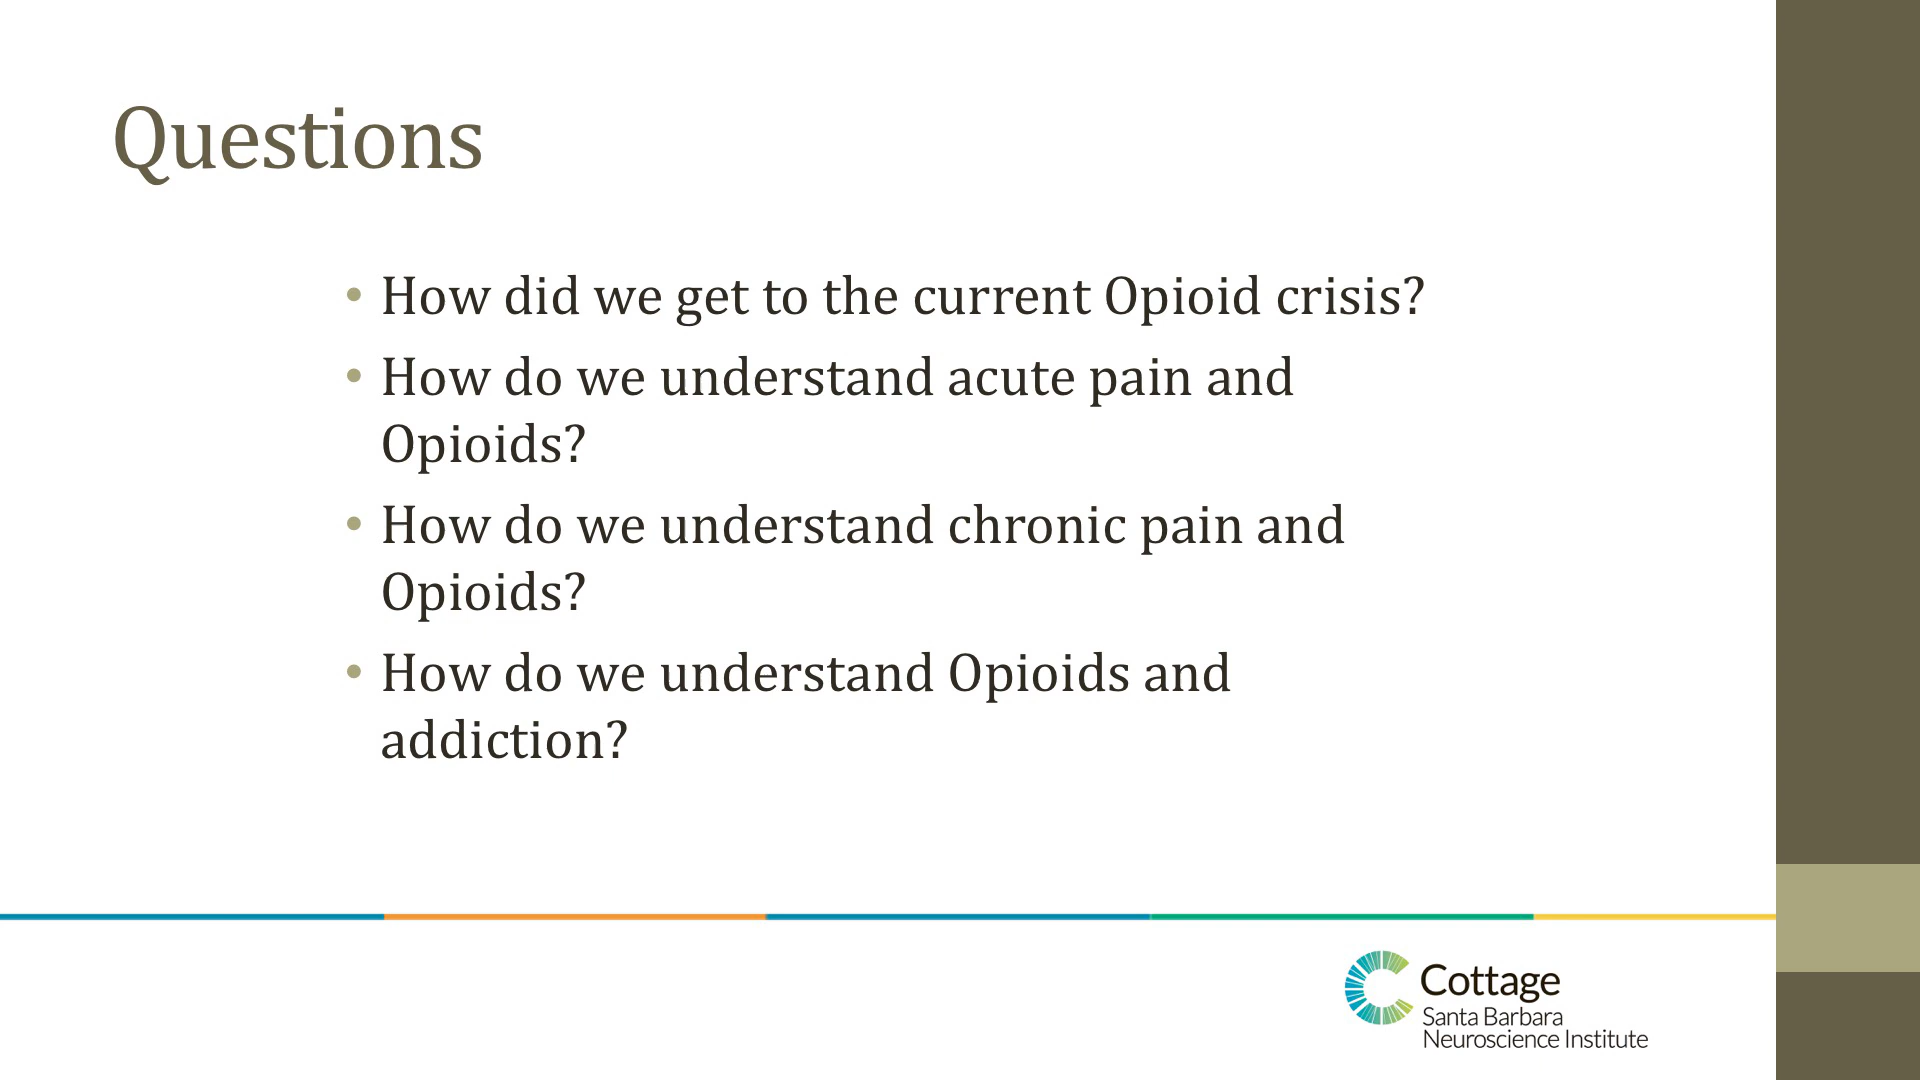 Questions
• How did we get to the current Opioid crisis?
• How do we understand acute pain and
Opioids?
• How do we understand chronic pain and
Opioids?
• How do we understand Opioids and
addiction?
Cottage
Santa Barbara
Neuroscience Institute